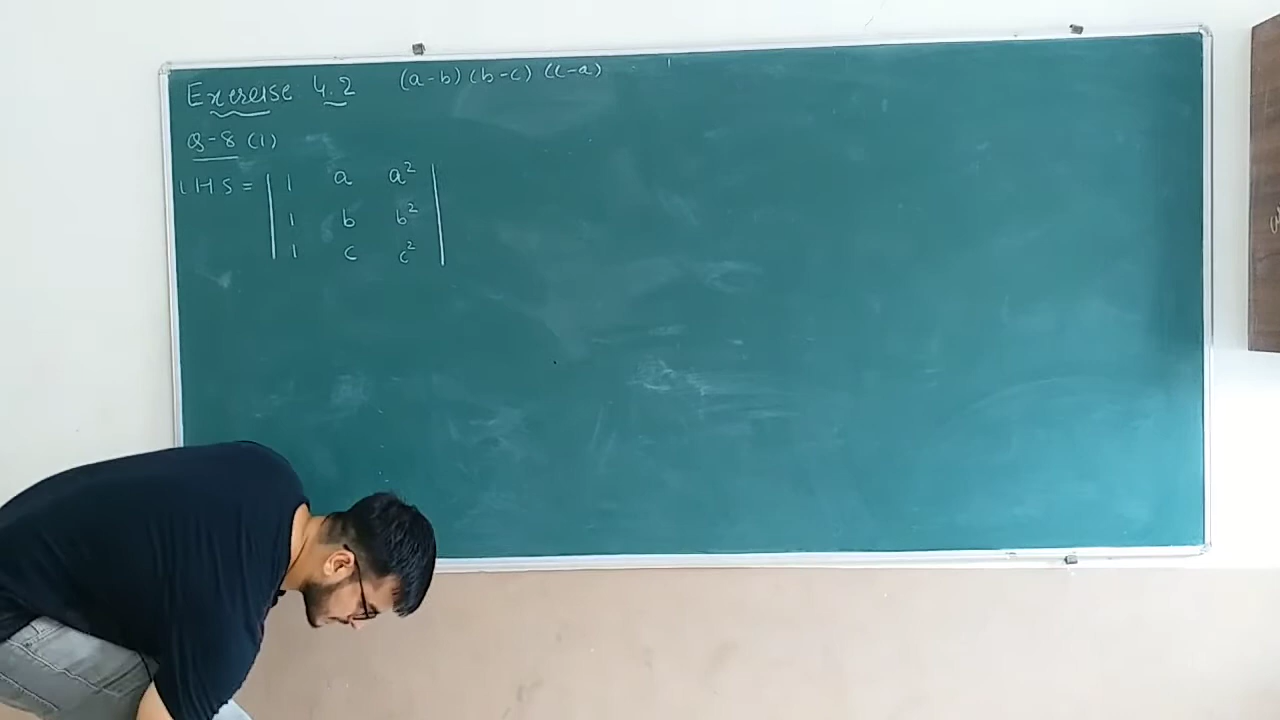 Exercise 4.2 (a-b)(b-c)(c-a)
Q-8 (1)
LHS = | 1 a a² |
| 1 b b² |
| 1 c c² |